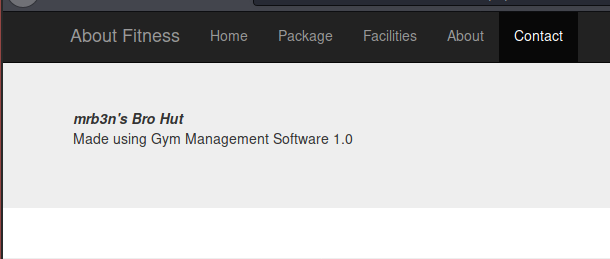 About Fitness Home Package Facilities About Contact
mrb3n's Bro Hut
Made using Gym Management Software 1.0